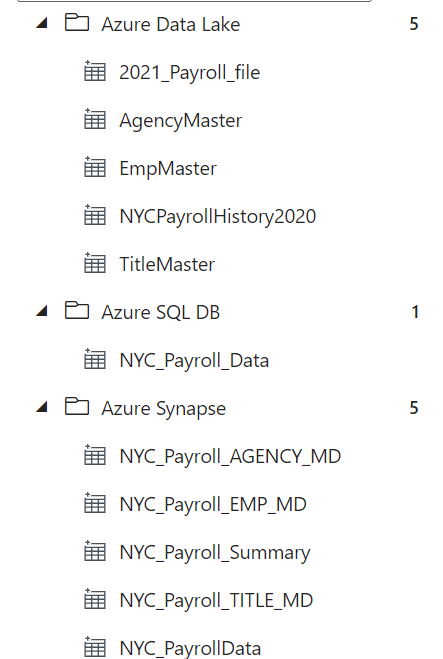 Azure Data Lake 5
2021_Payroll_file
AgencyMaster
EmpMaster
NYCPayrollHistory2020
TitleMaster
Azure SQL DB 1
NYC_Payroll_Data
Azure Synapse 5
NYC_Payroll_AGENCY_MD
NYC_Payroll_EMP_MD
NYC_Payroll_Summary
NYC_Payroll_TITLE_MD
NYC_PayrollData